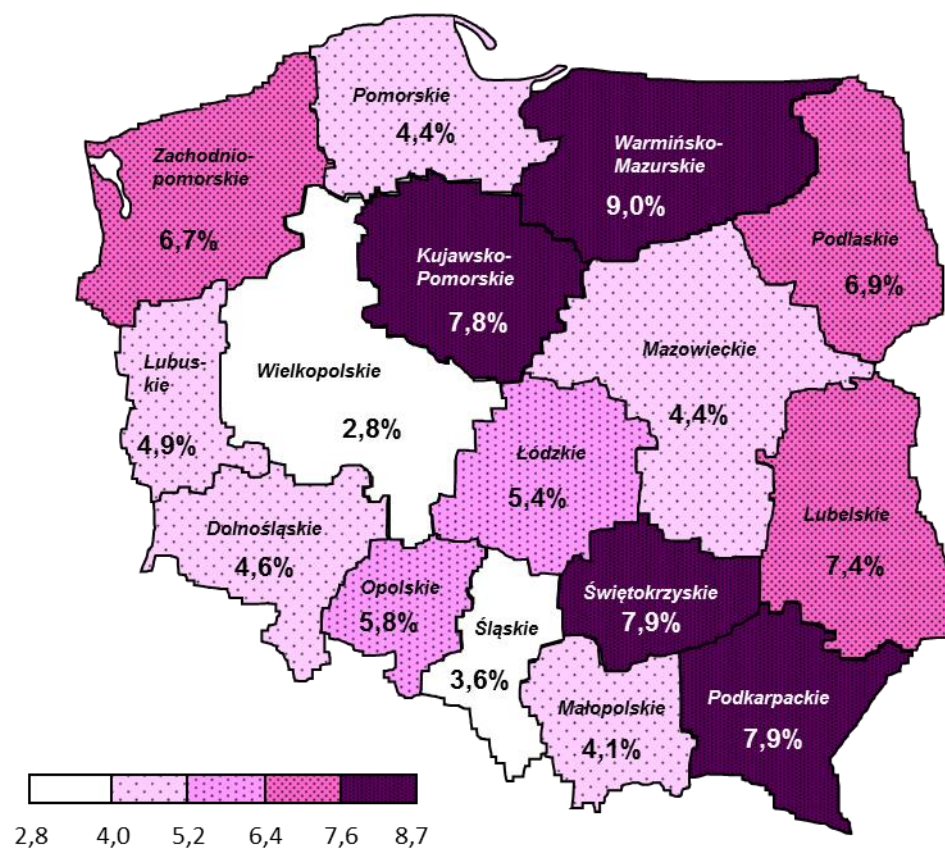 Pomorskie
4,4%
Warmińsko-
Mazurskie
9,0%
Zachodnio-
pomorskie
6,7%
Podlaskie
6,9%
Kujawsko-
Pomorskie
7,8%
Lubus-
kie
4,9%
Wielkopolskie
2,8%
Mazowieckie
4,4%
Łódzkie
5,4%
Lubelskie
7,4%
Dolnośląskie
4,6%
Opolskie
5,8%
Śląskie
3,6%
Świętokrzyskie
7,9%
Małopolskie
4,1%
Podkarpackie
7,9%
2,8 4,0 5,2 6,4 7,6 8,7